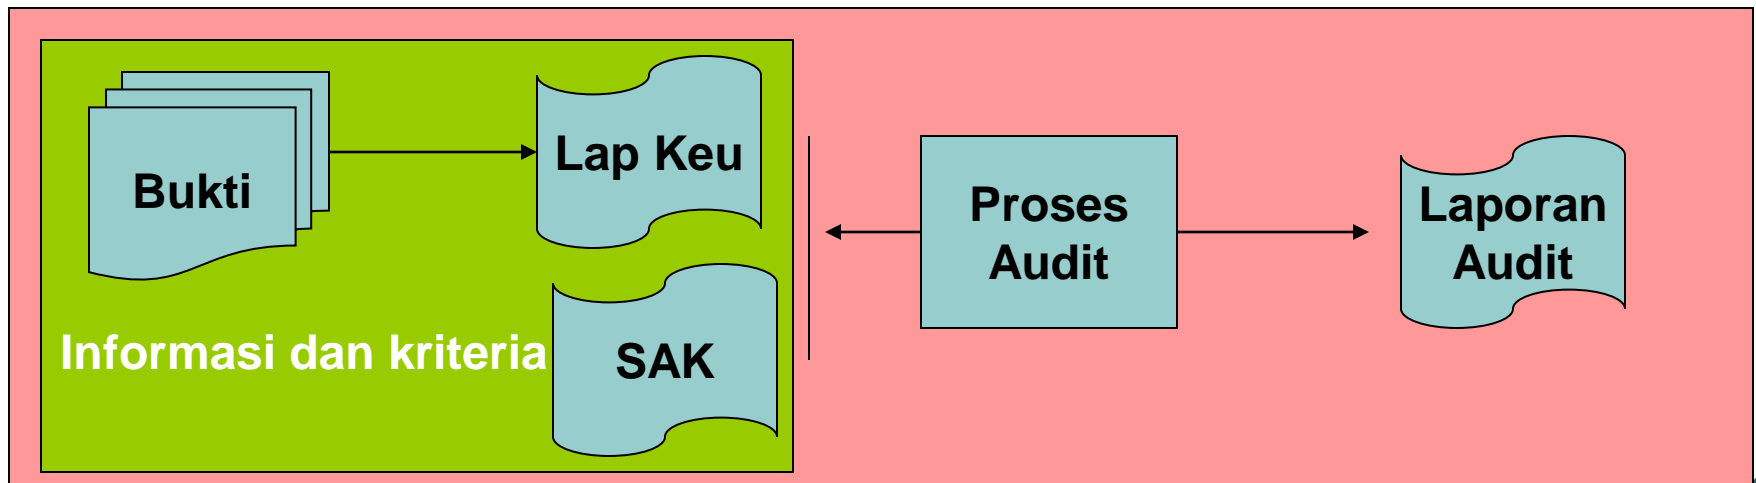 Bukti
Lap Keu
Informasi dan kriteria
SAK
Proses
Audit
Laporan
Audit